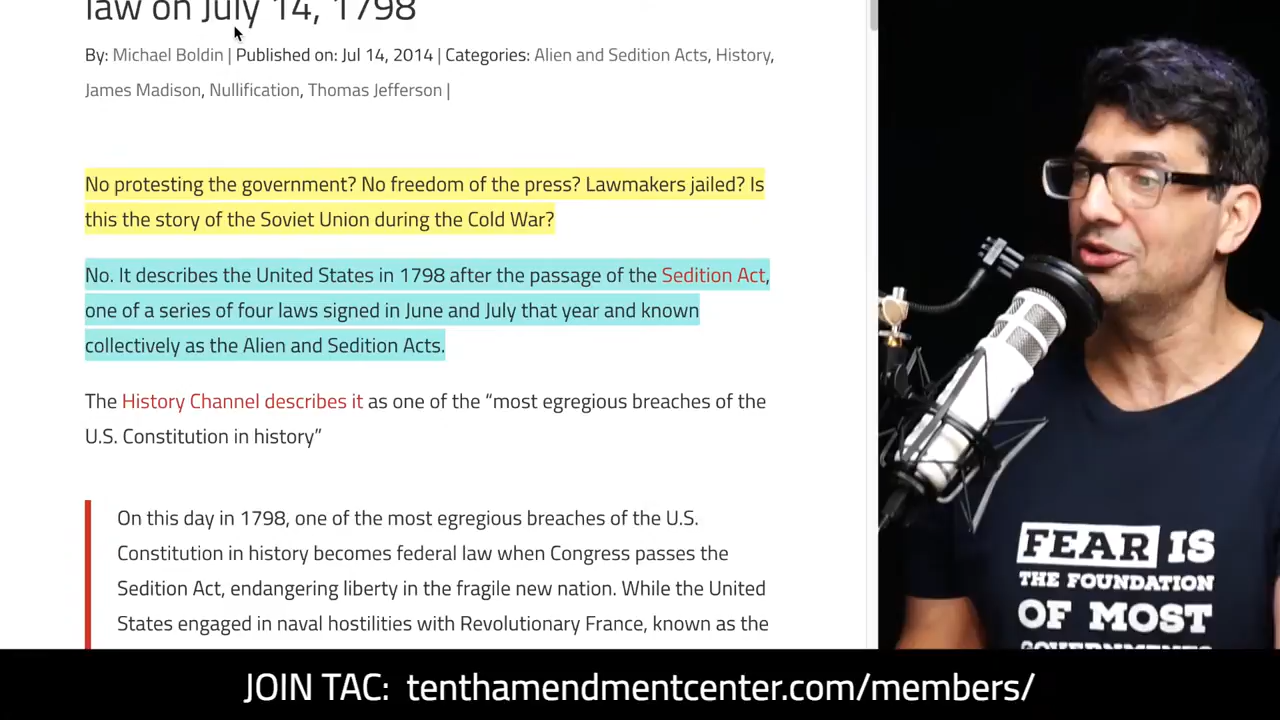 law on July 14, 1798
By: Michael Boldin | Published on: Jul 14, 2014 | Categories: Alien and Sedition Acts, History,
James Madison, Nullification, Thomas Jefferson |
No protesting the government? No freedom of the press? Lawmakers jailed? Is
this the story of the Soviet Union during the Cold War?
No. It describes the United States in 1798 after the passage of the Sedition Act,
one of a series of four laws signed in June and July that year and known
collectively as the Alien and Sedition Acts.
The History Channel describes it as one of the “most egregious breaches of the
U.S. Constitution in history”
On this day in 1798, one of the most egregious breaches of the U.S.
Constitution in history becomes federal law when Congress passes the
Sedition Act, endangering liberty in the fragile new nation. While the United
States engaged in naval hostilities with Revolutionary France, known as the
FEAR IS
THE FOUNDATION
OF MOST
GOVERNMENTS
JOIN TAC: tenthamendmentcenter.com/members/